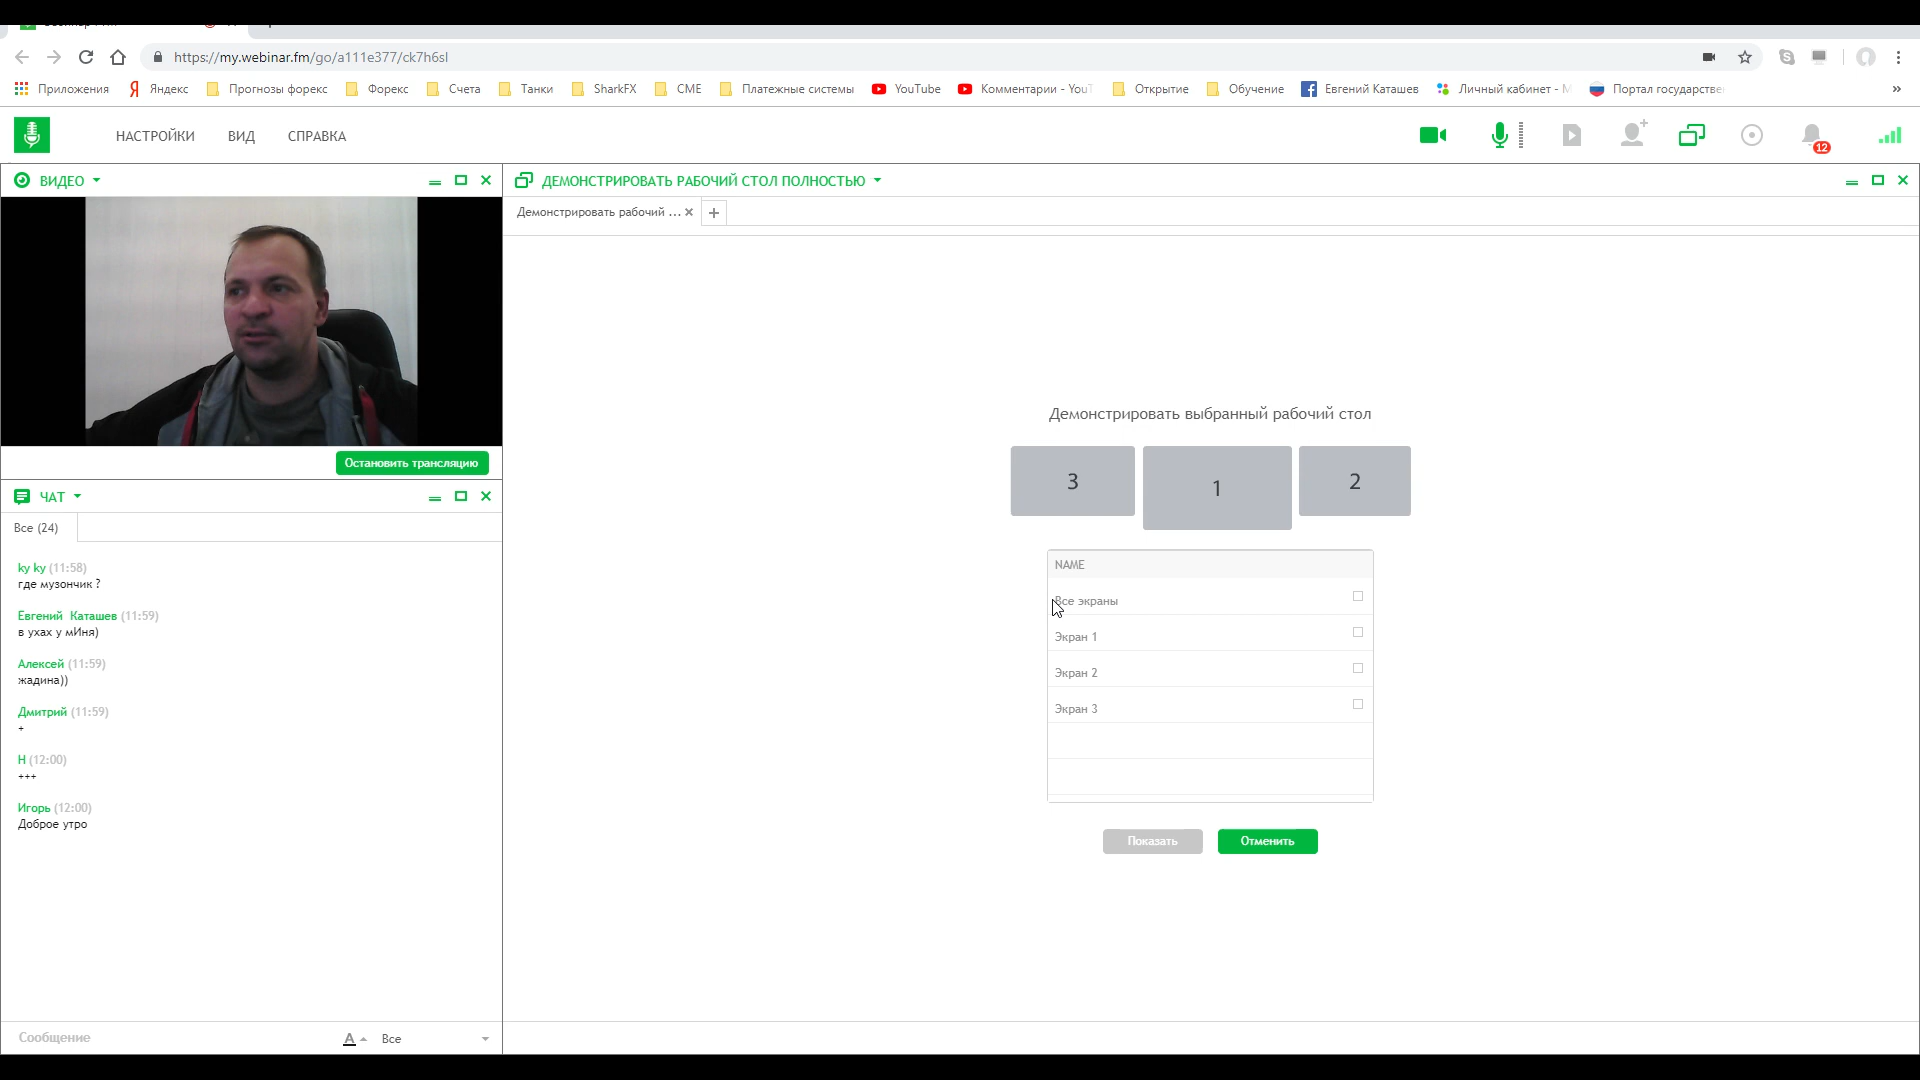 https://my.webinar.fm/go/a111e377/ck7h6sl
Приложения Яндекс Прогнозы форекс Форекс Счета Танки SharkFX CME Платежные системы YouTube Комментарии - YouT Открытие Обучение Евгений Каташев Личный кабинет - М Портал государстве »
НАСТРОЙКИ ВИД СПРАВКА
12
ВИДЕО
ДЕМОНСТРИРОВАТЬ РАБОЧИЙ СТОЛ ПОЛНОСТЬЮ
Демонстрировать рабочий ...
Остановить трансляцию
ЧАТ
Все (24)
ky ky (11:58)
где музончик ?
Евгений Каташев (11:59)
в ухах у мИня)
Алексей (11:59)
жадина))
Дмитрий (11:59)
+
Н (12:00)
+++
Игорь (12:00)
Доброе утро
Сообщение
A
Все
Демонстрировать выбранный рабочий стол
3 1 2
NAME
Все экраны
Экран 1
Экран 2
Экран 3
Показать Отменить